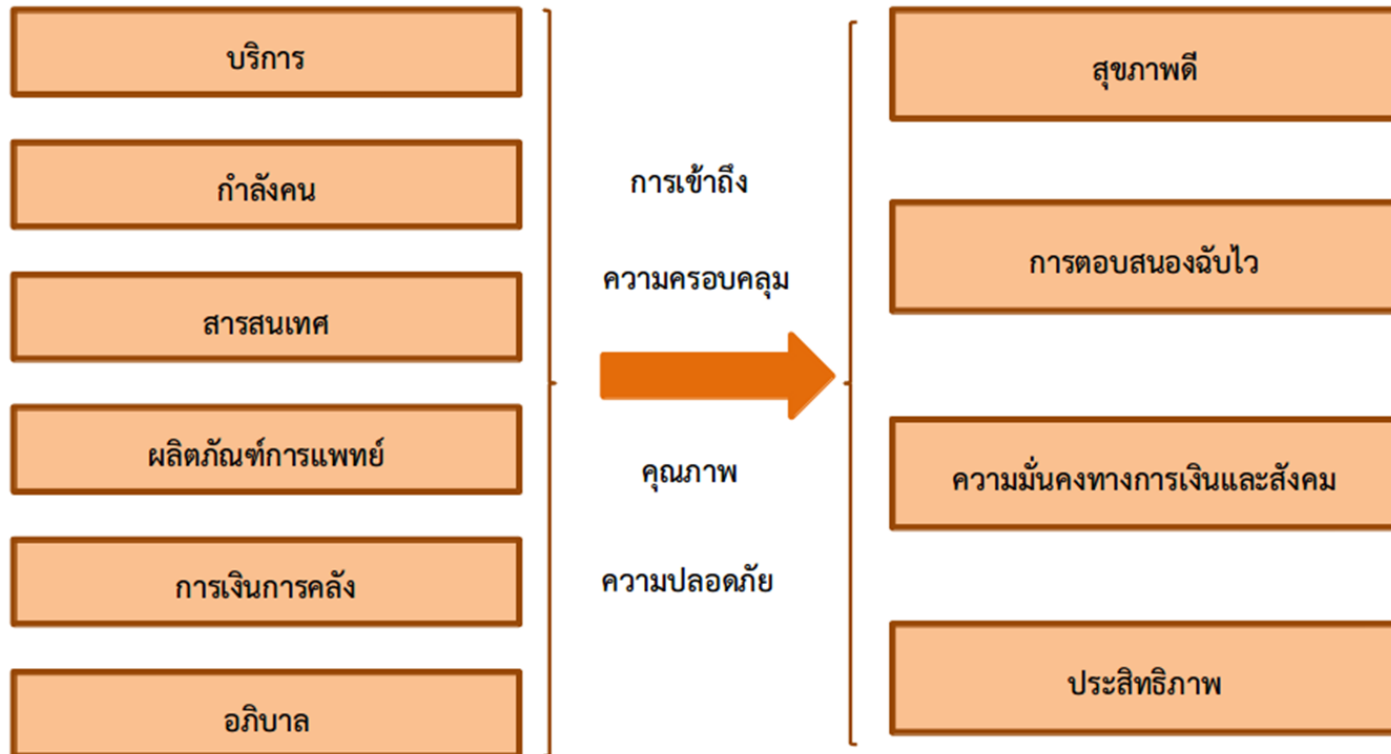 บริการ
กำลังคน
สารสนเทศ
ผลิตภัณฑ์การแพทย์
การเงินการคลัง
อภิบาล
การเข้าถึง
ความครอบคลุม
คุณภาพ
ความปลอดภัย
สุขภาพดี
การตอบสนองฉับไว
ความมั่นคงทางการเงินและสังคม
ประสิทธิภาพ